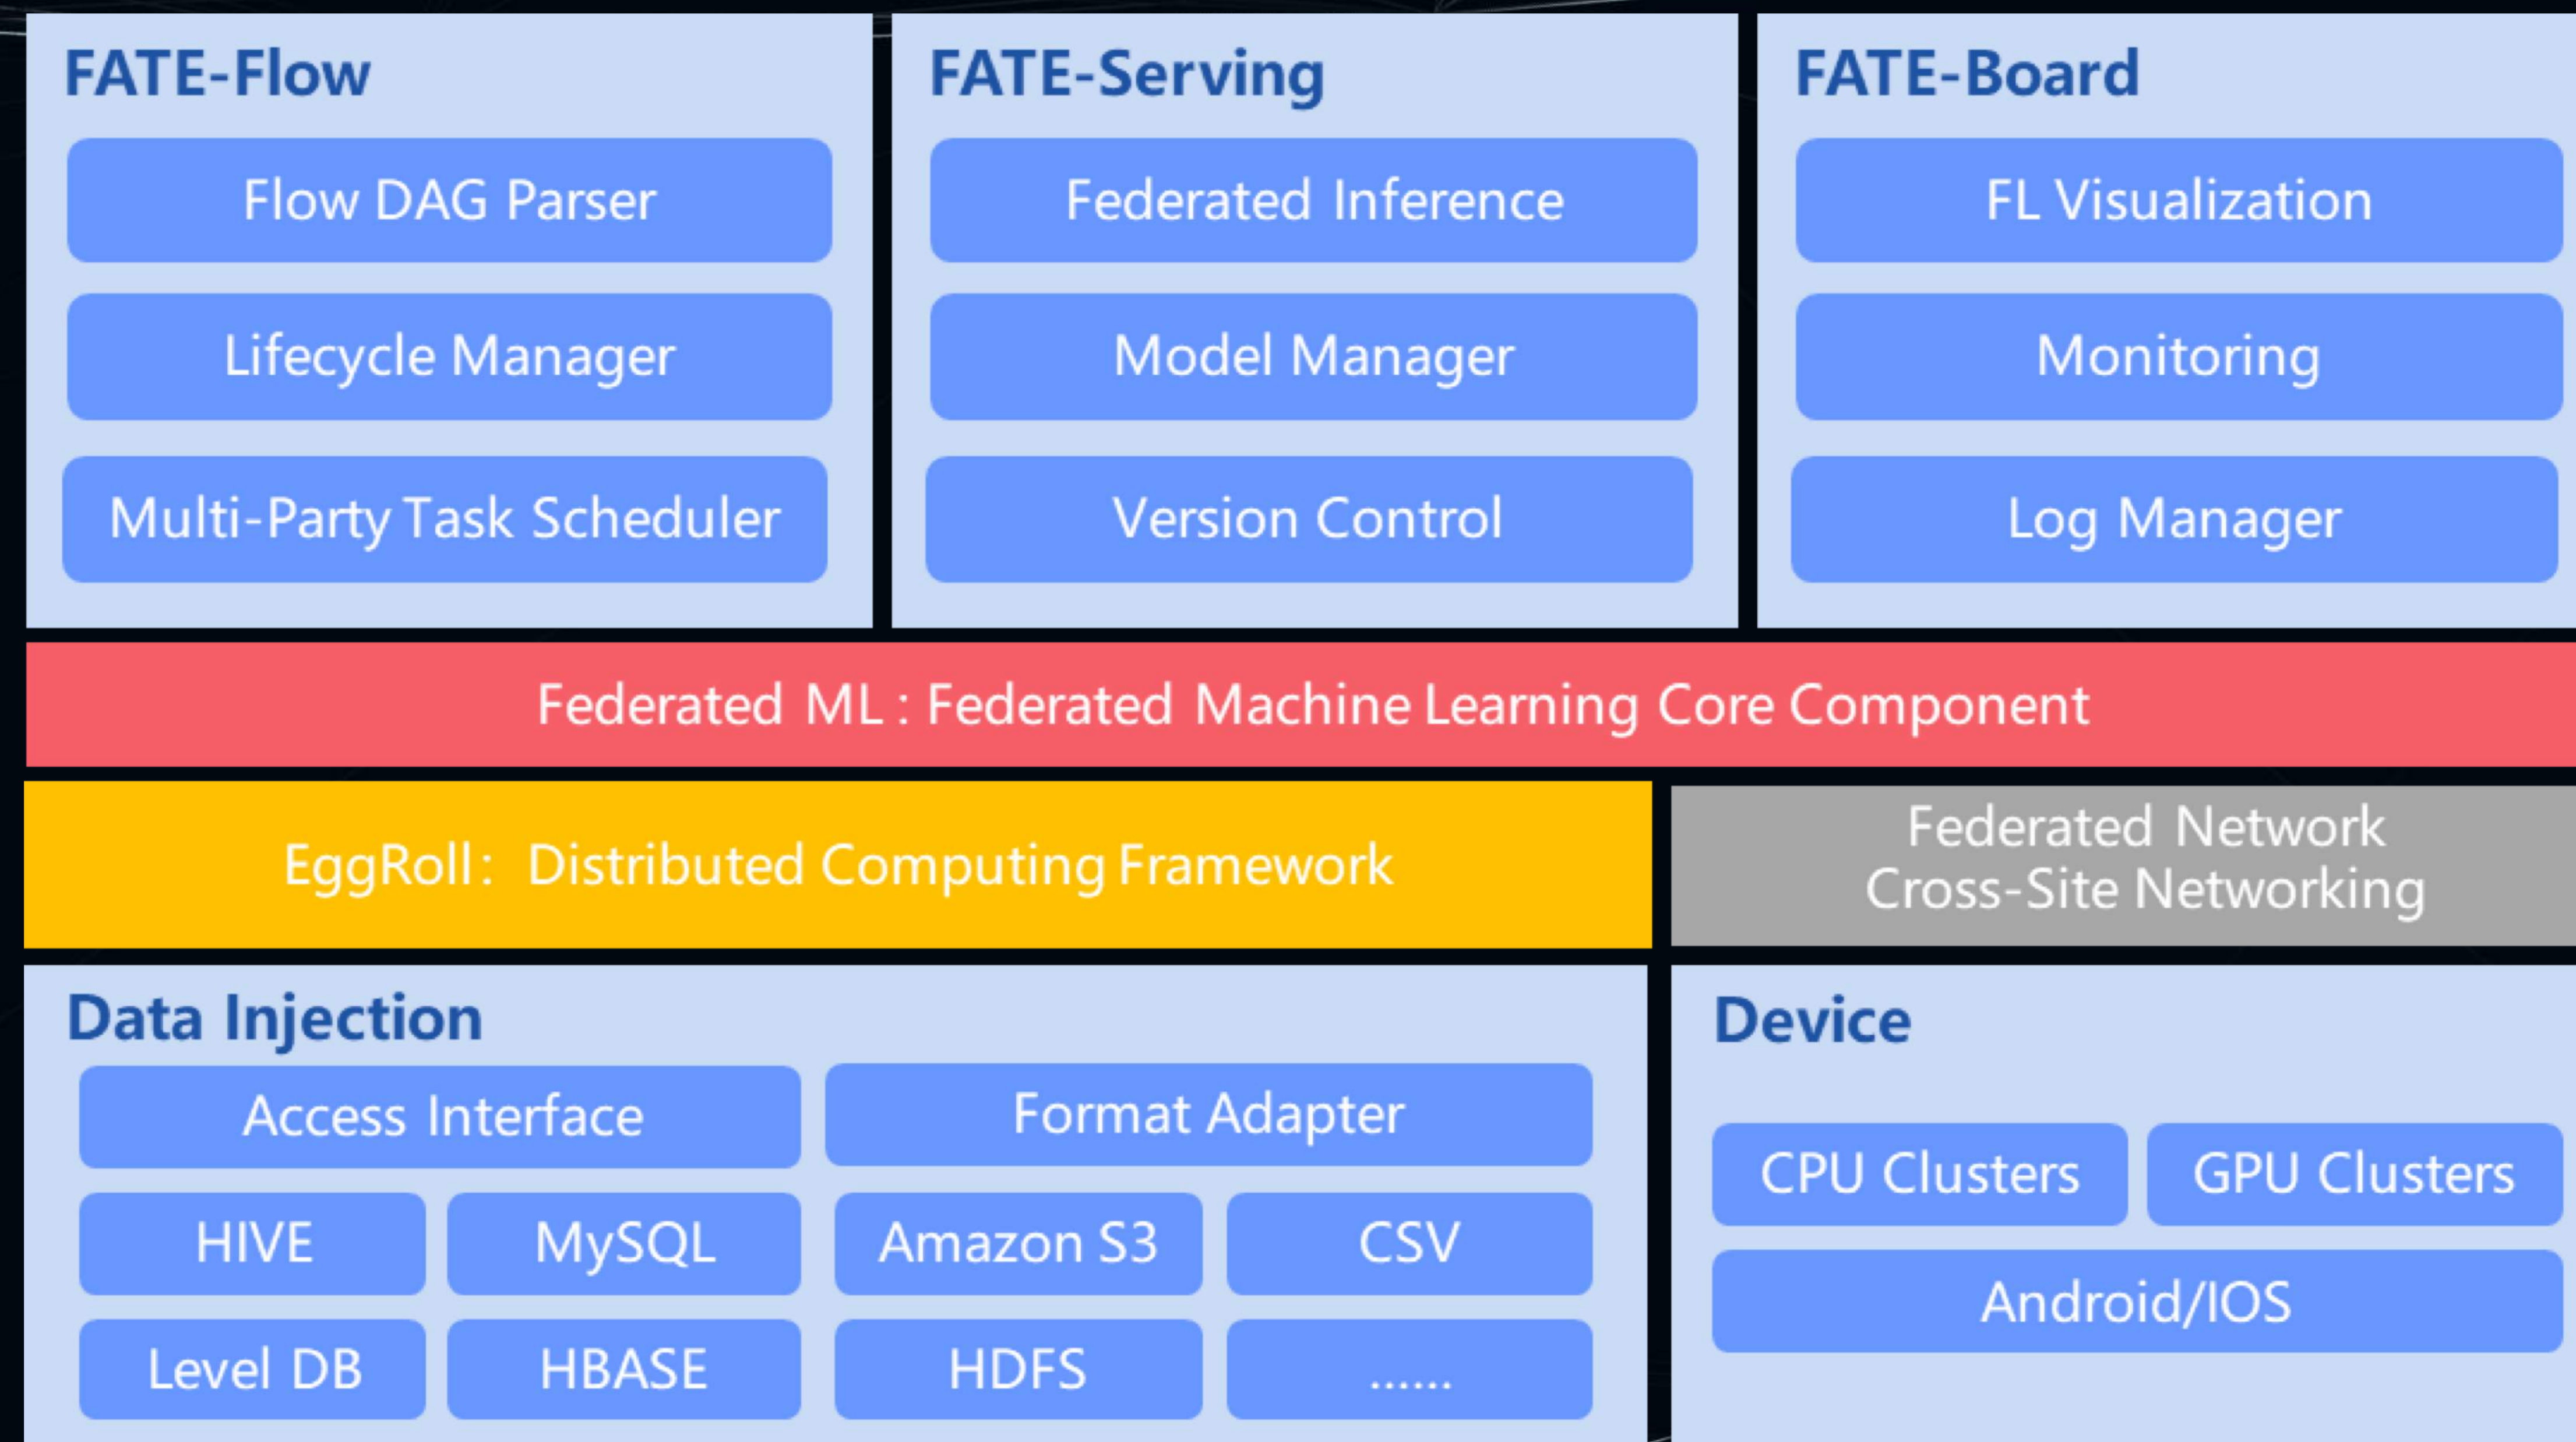 FATE-Flow
Flow DAG Parser
Lifecycle Manager
Multi-Party Task Scheduler
FATE-Serving
Federated Inference
Model Manager
Version Control
FATE-Board
FL Visualization
Monitoring
Log Manager
Federated ML : Federated Machine Learning Core Component
EggRoll: Distributed Computing Framework
Federated Network
Cross-Site Networking
Data Injection
Access Interface
Format Adapter
HIVE
MySQL
Amazon S3
CSV
Level DB
HBASE
HDFS
......
Device
CPU Clusters
GPU Clusters
Android/IOS